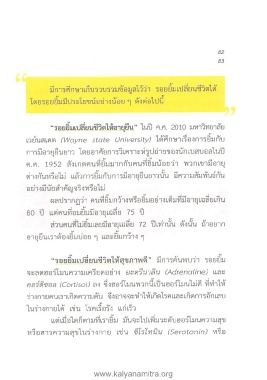 82
83
มีการศึกษาเก็บรวบรวมข้อมูลไว้ว่า รอยยิ้มเปลี่ยนชีวิตได้
โดยรอยยิ้มมีประโยชน์อย่างน้อย ๆ ดังต่อไปนี้
"รอยยิ้มเปลี่ยนชีวิตให้อายุยืน" ในปี ค.ศ. 2010 มหาวิทยาลัย
เวย์นสเตต (Wayne State University) ได้ศึกษาเรื่องการยิ้มกับ
การมีอายุยืนยาว โดยอาศัยการวิเคราะห์รูปถ่ายของนักเบสบอลในปี
ค.ศ. 1952 สังเกตคนที่ยิ้มมากกับคนที่ยิ้มน้อยว่า พวกเขามีอายุ
ต่างกันหรือไม่ แล้วการยิ้มกับการมีอายุยืนยาวนั้น มีความสัมพันธ์กัน
อย่างมีนัยสำคัญจริงหรือไม่
ผลปรากฏว่า คนที่ยิ้มกว้างหรือยิ้มอย่างเต็มที่มีอายุเฉลี่ยเกิน
80 ปี แต่คนที่อมยิ้มมีอายุเฉลี่ย 75 ปี
ส่วนคนที่ไม่ยิ้มเลยมีอายุเฉลี่ย 72 ปีเท่านั้น ดังนั้น ถ้าอยาก
อายุยืนเราต้องยิ้มบ่อย ๆ และยิ้มกว้าง ๆ
"รอยยิ้มเปลี่ยนชีวิตให้สุขภาพดี" มีการค้นพบว่า รอยยิ้ม
จะลดฮอร์โมนความเครียดอย่าง อะดรีนาลีน (Adrenaline) และ
คอร์ติซอล (Cortisol) ลง ซึ่งฮอร์โมนพวกนี้เป็นฮอร์โมนไม่ดี ที่ทำให้
ร่างกายคนเราเกิดความดัน จึงอาจจะทำให้เกิดโรคและเกิดการอักเสบ
ในร่างกายได้ เช่น โรคเรื้อรัง แก่เร็ว
แต่เมื่อใดก็ตามที่เรายิ้ม มันจะไปเพิ่มระดับฮอร์โมนความสุข
หรือสารความสุขในร่างกาย เช่น ซีโรโทนิน (Serotonin) หรือ
www.kalyanamitra.org